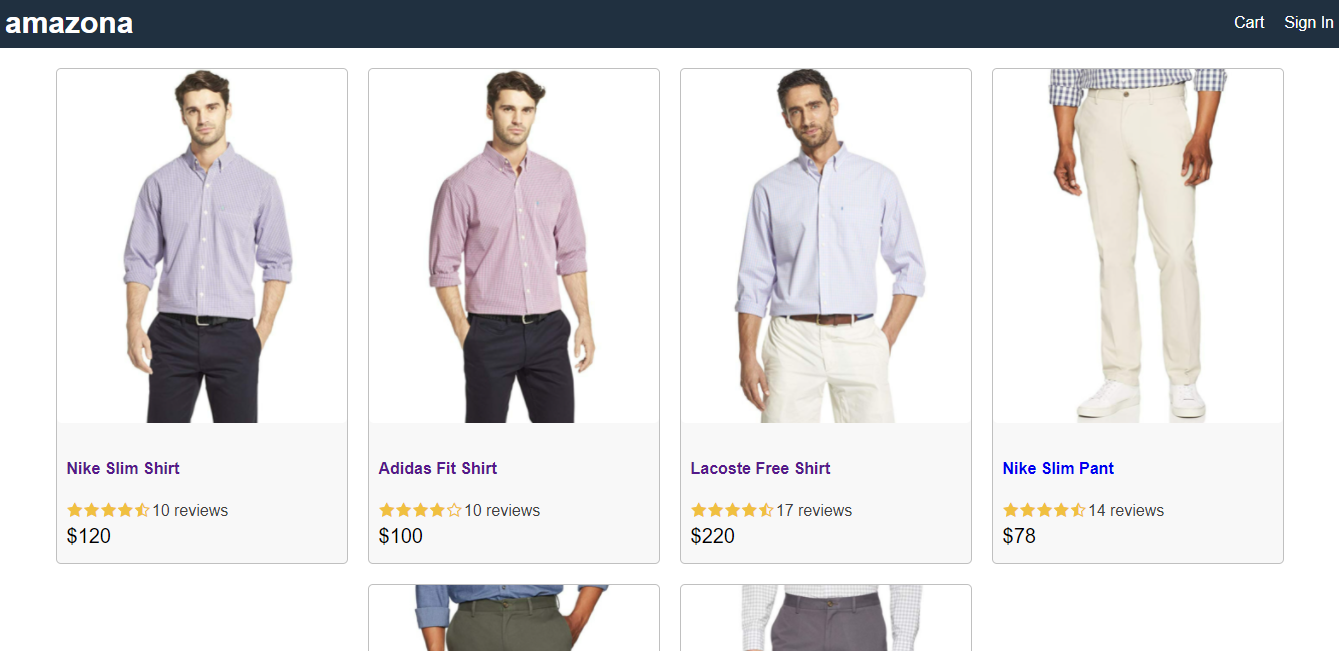 amazona
Cart
Sign In
Nike Slim Shirt
10 reviews
$120
Adidas Fit Shirt
10 reviews
$100
Lacoste Free Shirt
17 reviews
$220
Nike Slim Pant
14 reviews
$78